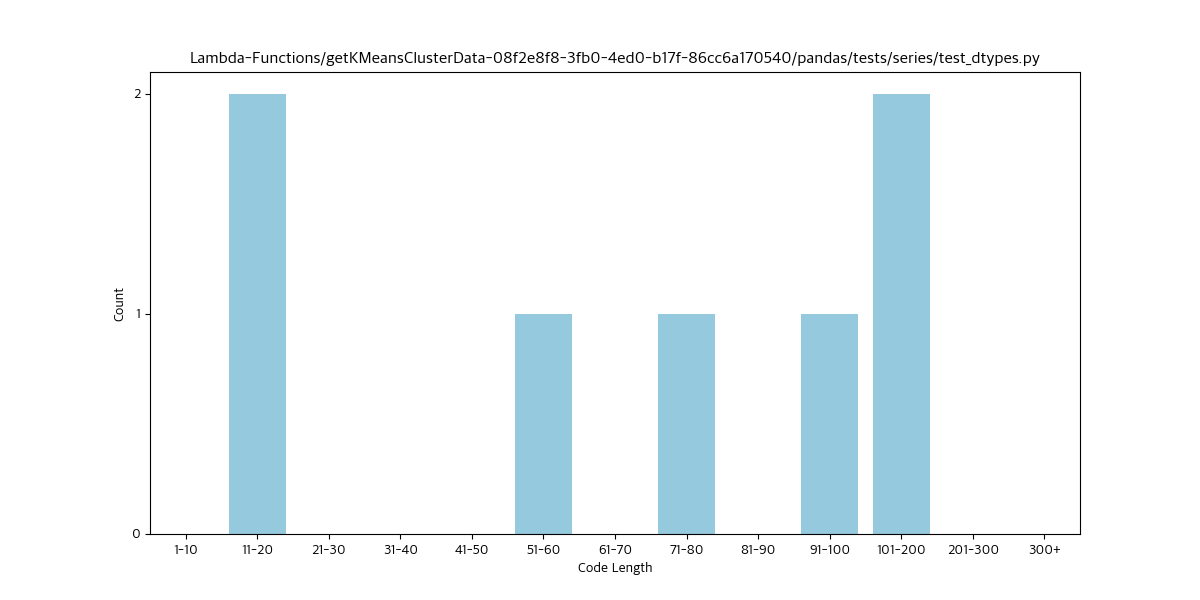 Lambda-Functions/getKMeansClusterData-08f2e8f8-3fb0-4ed0-b17f-86cc6a170540/pandas/tests/series/test_dtypes.py
2
1
0
Count
1-10 11-20 21-30 31-40 41-50 51-60 61-70 71-80 81-90 91-100 101-200 201-300 300+
Code Length